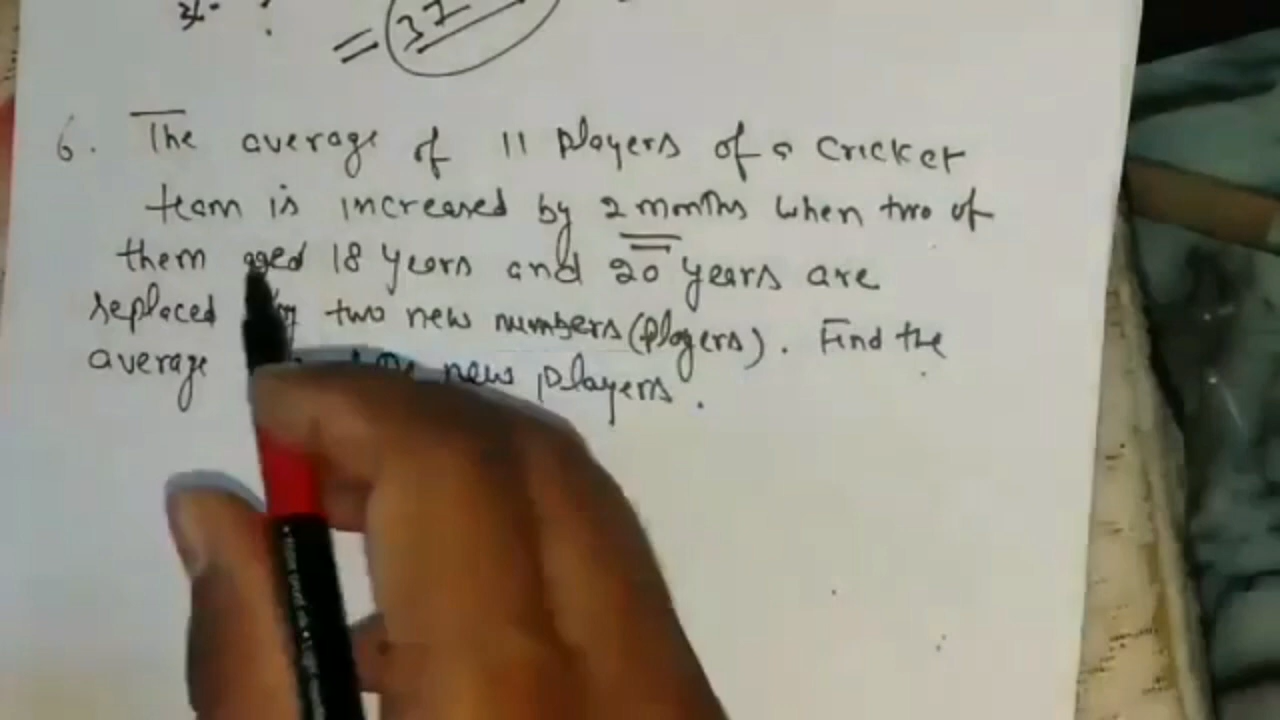 = 37
6. The average of 11 players of a cricket
team is increased by 2 months when two of
them aged 18 years and 20 years are
replaced two new numbers (players). Find the
average new players.